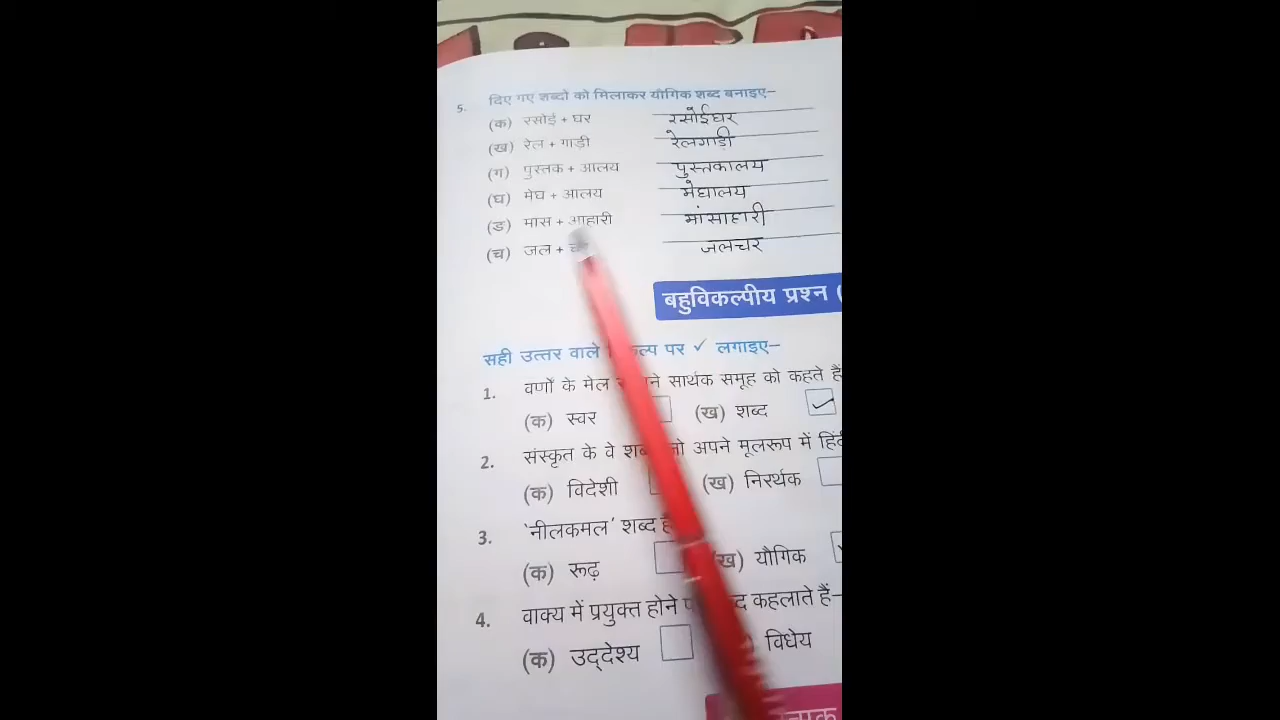 5. दिए गए शब्दों को मिलाकर यौगिक शब्द बनाइए–
(क) रसोई + घर रसोईघर
(ख) रेल + गाड़ी रेलगाड़ी
(ग) पुस्तक + आलय पुस्तकालय
(घ) मेघ + आलय मेघालय
(ङ) मास + आहारी मांसाहारी
(च) जल + जलचर
बहुविकल्पीय प्रश्न (
सही उत्तर वाले पर ✓ लगाइए–
1. वर्णों के मेल सार्थक समूह को कहते हैं
(क) स्वर (ख) शब्द ✓
2. संस्कृत के वे जो अपने मूलरूप में
(क) विदेशी (ख) निरर्थक
3. 'नीलकमल' शब्द
(क) रूढ़ (ख) यौगिक
4. वाक्य में प्रयुक्त होने कहलाते हैं–
(क) उद्‌देश्य विधेय